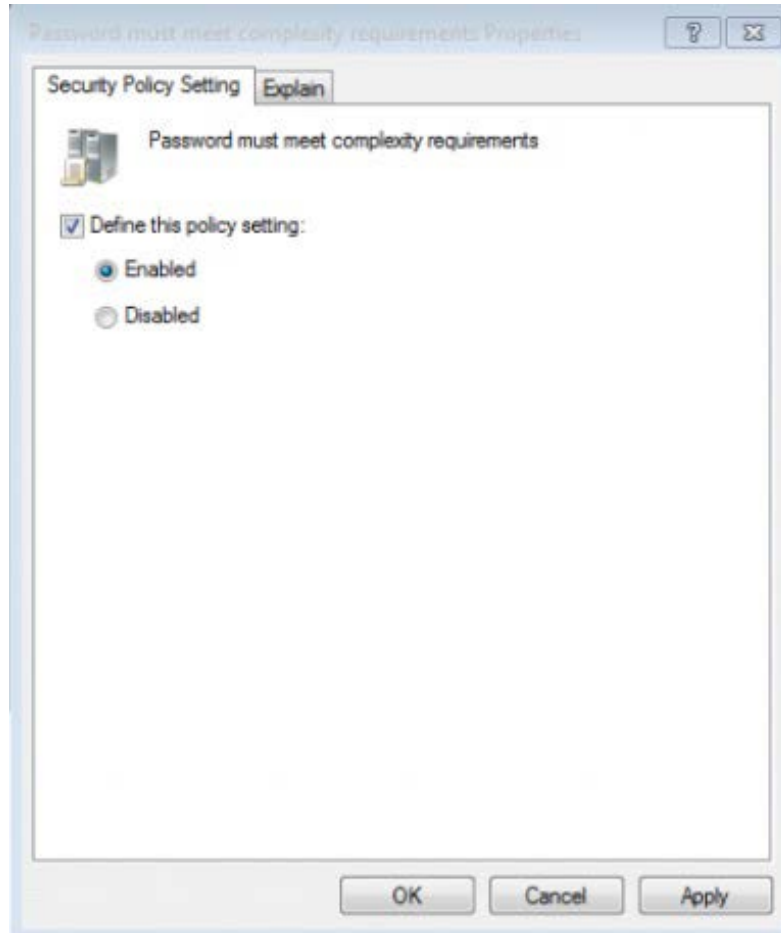 Password must meet complexity requirements Properties
Security Policy Setting
Explain
Password must meet complexity requirements
Define this policy setting:
Enabled
Disabled
OK
Cancel
Apply